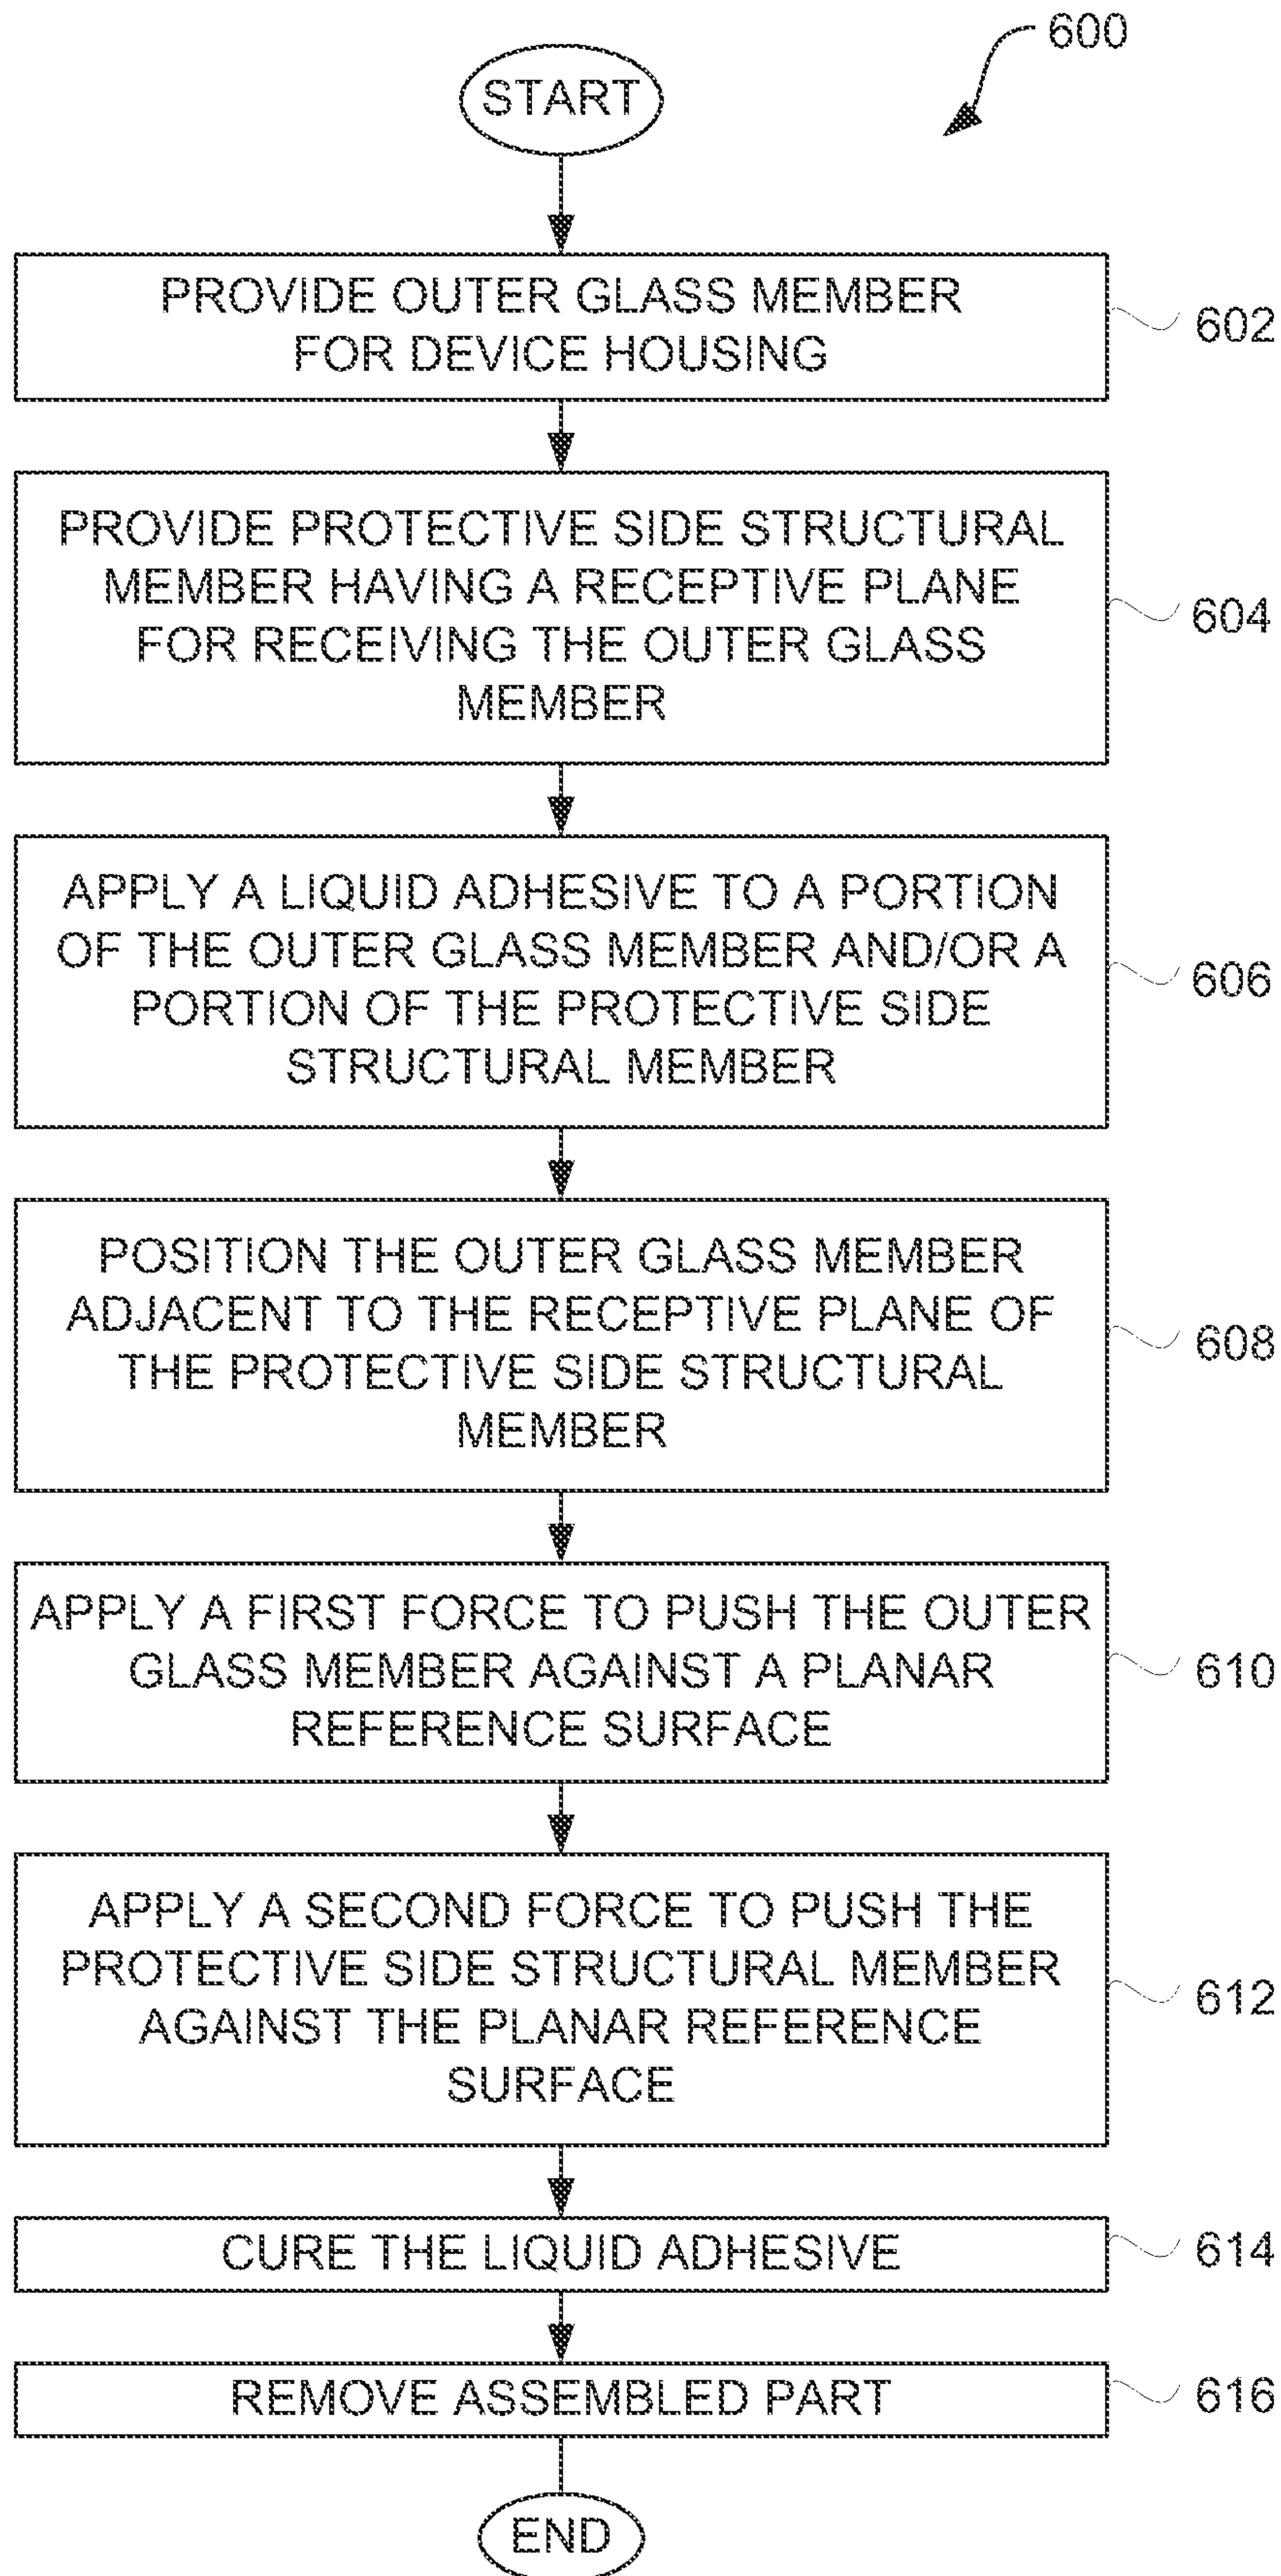 600
START
PROVIDE OUTER GLASS MEMBER
FOR DEVICE HOUSING
602
PROVIDE PROTECTIVE SIDE STRUCTURAL
MEMBER HAVING A RECEPTIVE PLANE
FOR RECEIVING THE OUTER GLASS
MEMBER
604
APPLY A LIQUID ADHESIVE TO A PORTION
OF THE OUTER GLASS MEMBER AND/OR A
PORTION OF THE PROTECTIVE SIDE
STRUCTURAL MEMBER
606
POSITION THE OUTER GLASS MEMBER
ADJACENT TO THE RECEPTIVE PLANE OF
THE PROTECTIVE SIDE STRUCTURAL
MEMBER
608
APPLY A FIRST FORCE TO PUSH THE OUTER
GLASS MEMBER AGAINST A PLANAR
REFERENCE SURFACE
610
APPLY A SECOND FORCE TO PUSH THE
PROTECTIVE SIDE STRUCTURAL MEMBER
AGAINST THE PLANAR REFERENCE
SURFACE
612
CURE THE LIQUID ADHESIVE
614
REMOVE ASSEMBLED PART
616
END